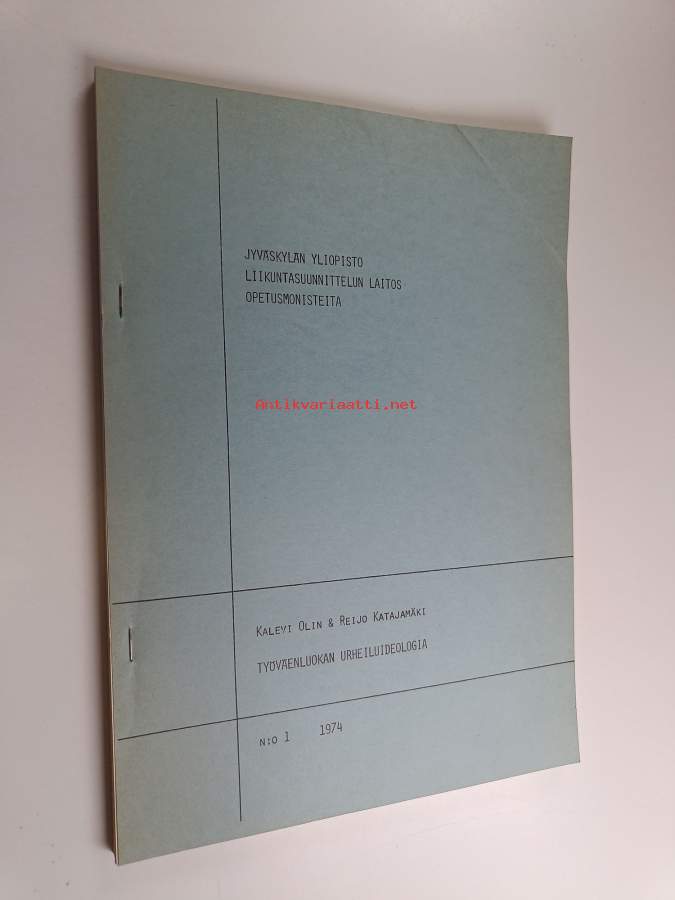 JYVÄSKYLÄN YLIOPISTO
LIIKUNTASUUNNITTELUN LAITOS
OPETUSMONISTEITA
Antikvariaatti.net
KALEVI OLIN & REIJO KATAJAMÄKI
TYÖVÄENLUOKAN URHEILUIDEOLOGIA
N:O 1 1974